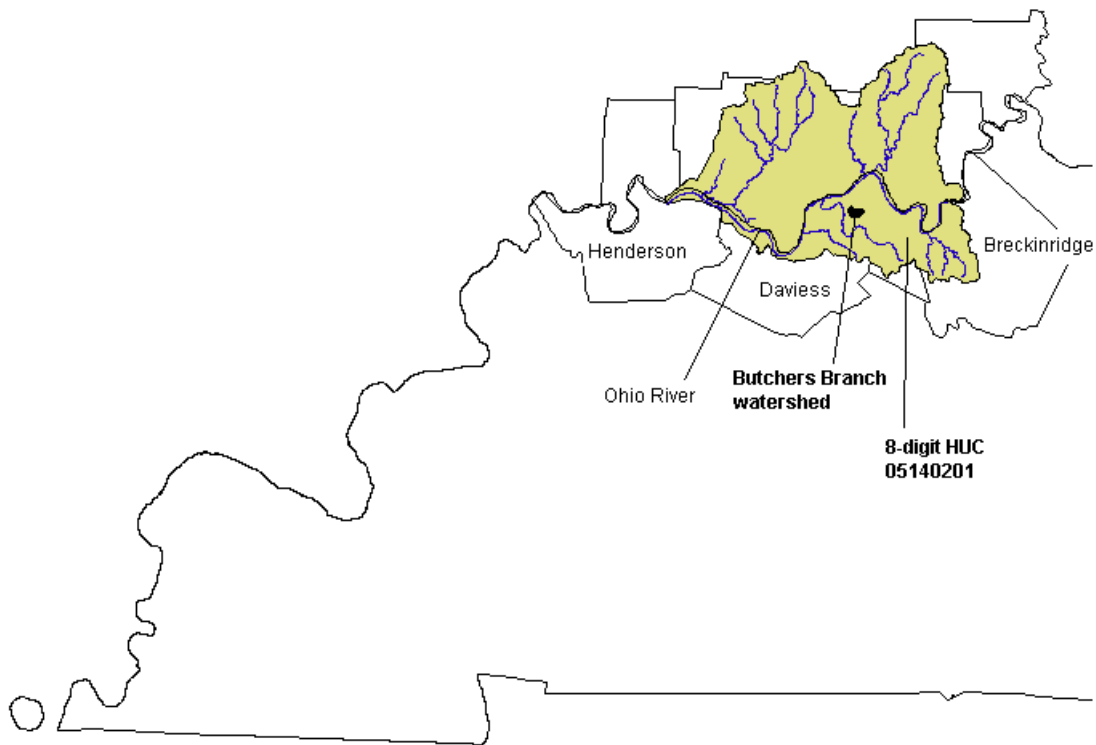 Henderson
Breckinridge
Daviess
Ohio River
Butchers Branch
watershed
8-digit HUC
05140201